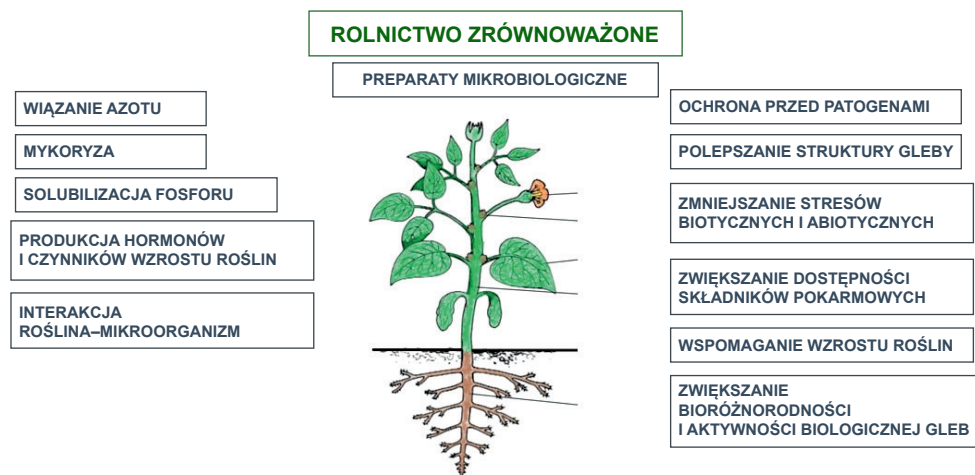 ROLNICTWO ZRÓWNOWAŻONE
PREPARATY MIKROBIOLOGICZNE
WIĄZANIE AZOTU
MYKORYZA
SOLUBILIZACJA FOSFORU
PRODUKCJA HORMONÓW
I CZYNNIKÓW WZROSTU ROŚLIN
INTERAKCJA
ROŚLINA–MIKROORGANIZM
OCHRONA PRZED PATOGENAMI
POLEPSZANIE STRUKTURY GLEBY
ZMNIEJSZANIE STRESÓW
BIOTYCZNYCH I ABIOTYCZNYCH
ZWIĘKSZANIE DOSTĘPNOŚCI
SKŁADNIKÓW POKARMOWYCH
WSPOMAGANIE WZROSTU ROŚLIN
ZWIĘKSZANIE
BIORÓŻNORODNOŚCI
I AKTYWNOŚCI BIOLOGICZNEJ GLEB